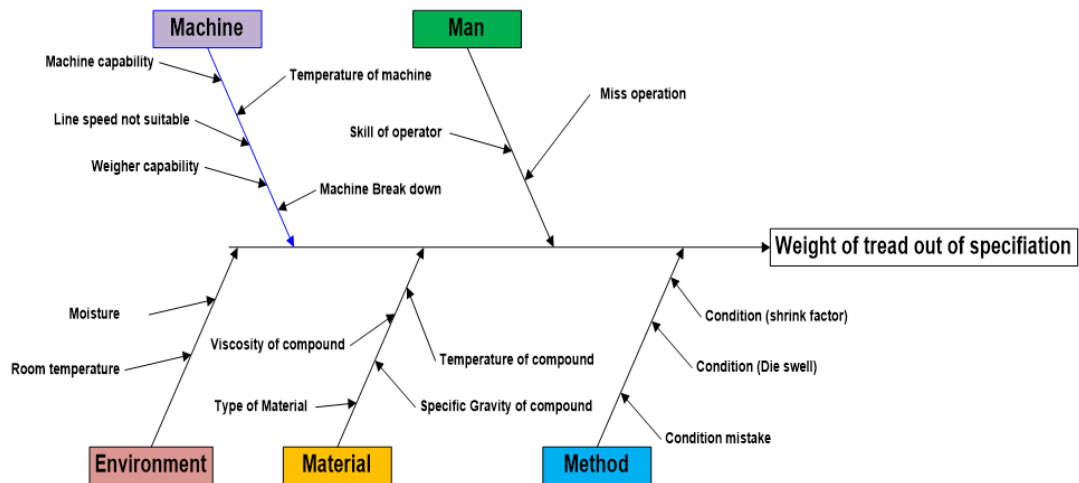 Machine
Man
Machine capability
Temperature of machine
Miss operation
Line speed not suitable
Skill of operator
Weigher capability
Machine Break down
Weight of tread out of specifiation
Moisture
Condition (shrink factor)
Viscosity of compound
Temperature of compound
Room temperature
Condition (Die swell)
Type of Material
Specific Gravity of compound
Condition mistake
Environment
Material
Method